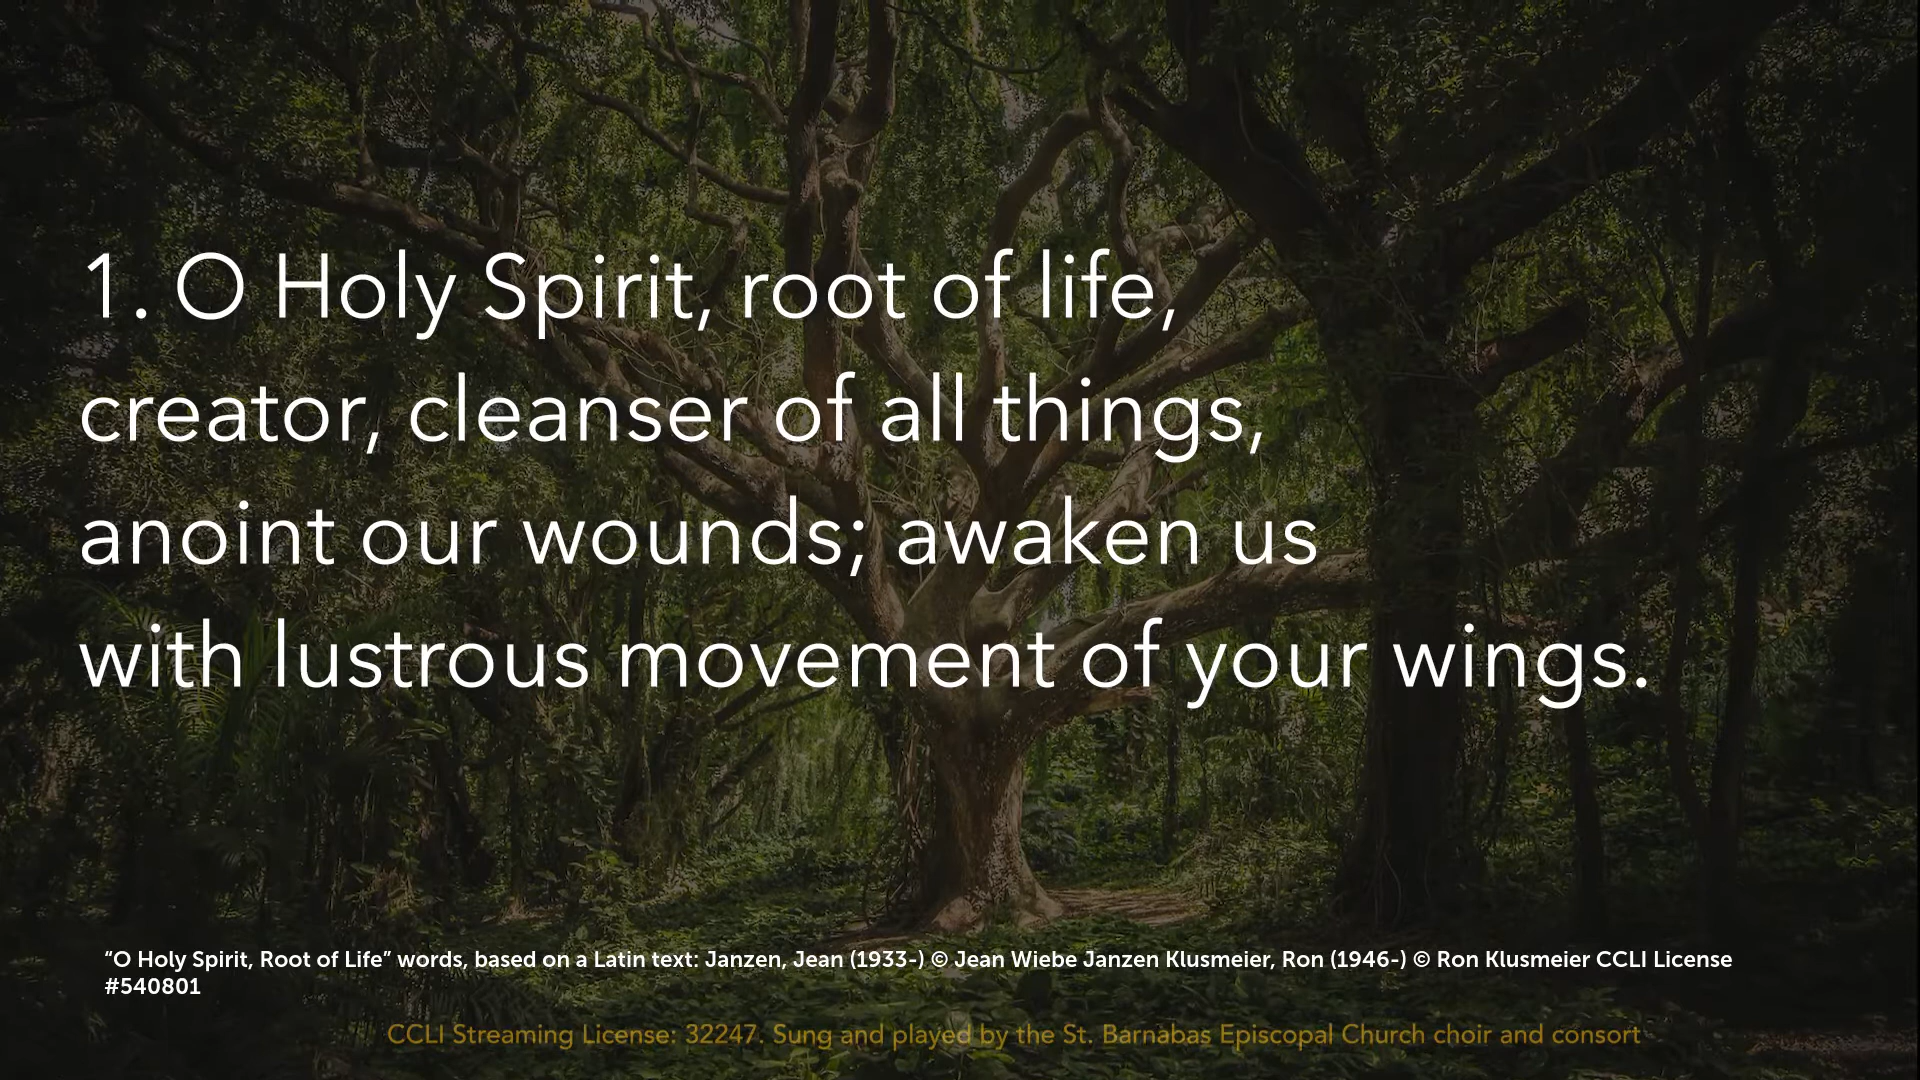 1. O Holy Spirit, root of life,
creator, cleanser of all things,
anoint our wounds; awaken us
with lustrous movement of your wings.
“O Holy Spirit, Root of Life” words, based on a Latin text: Janzen, Jean (1933-) © Jean Wiebe Janzen Klusmeier, Ron (1946-) © Ron Klusmeier CCLI License
#540801
CCLI Streaming License: 32247. Sung and played by the St. Barnabas Episcopal Church choir and consort